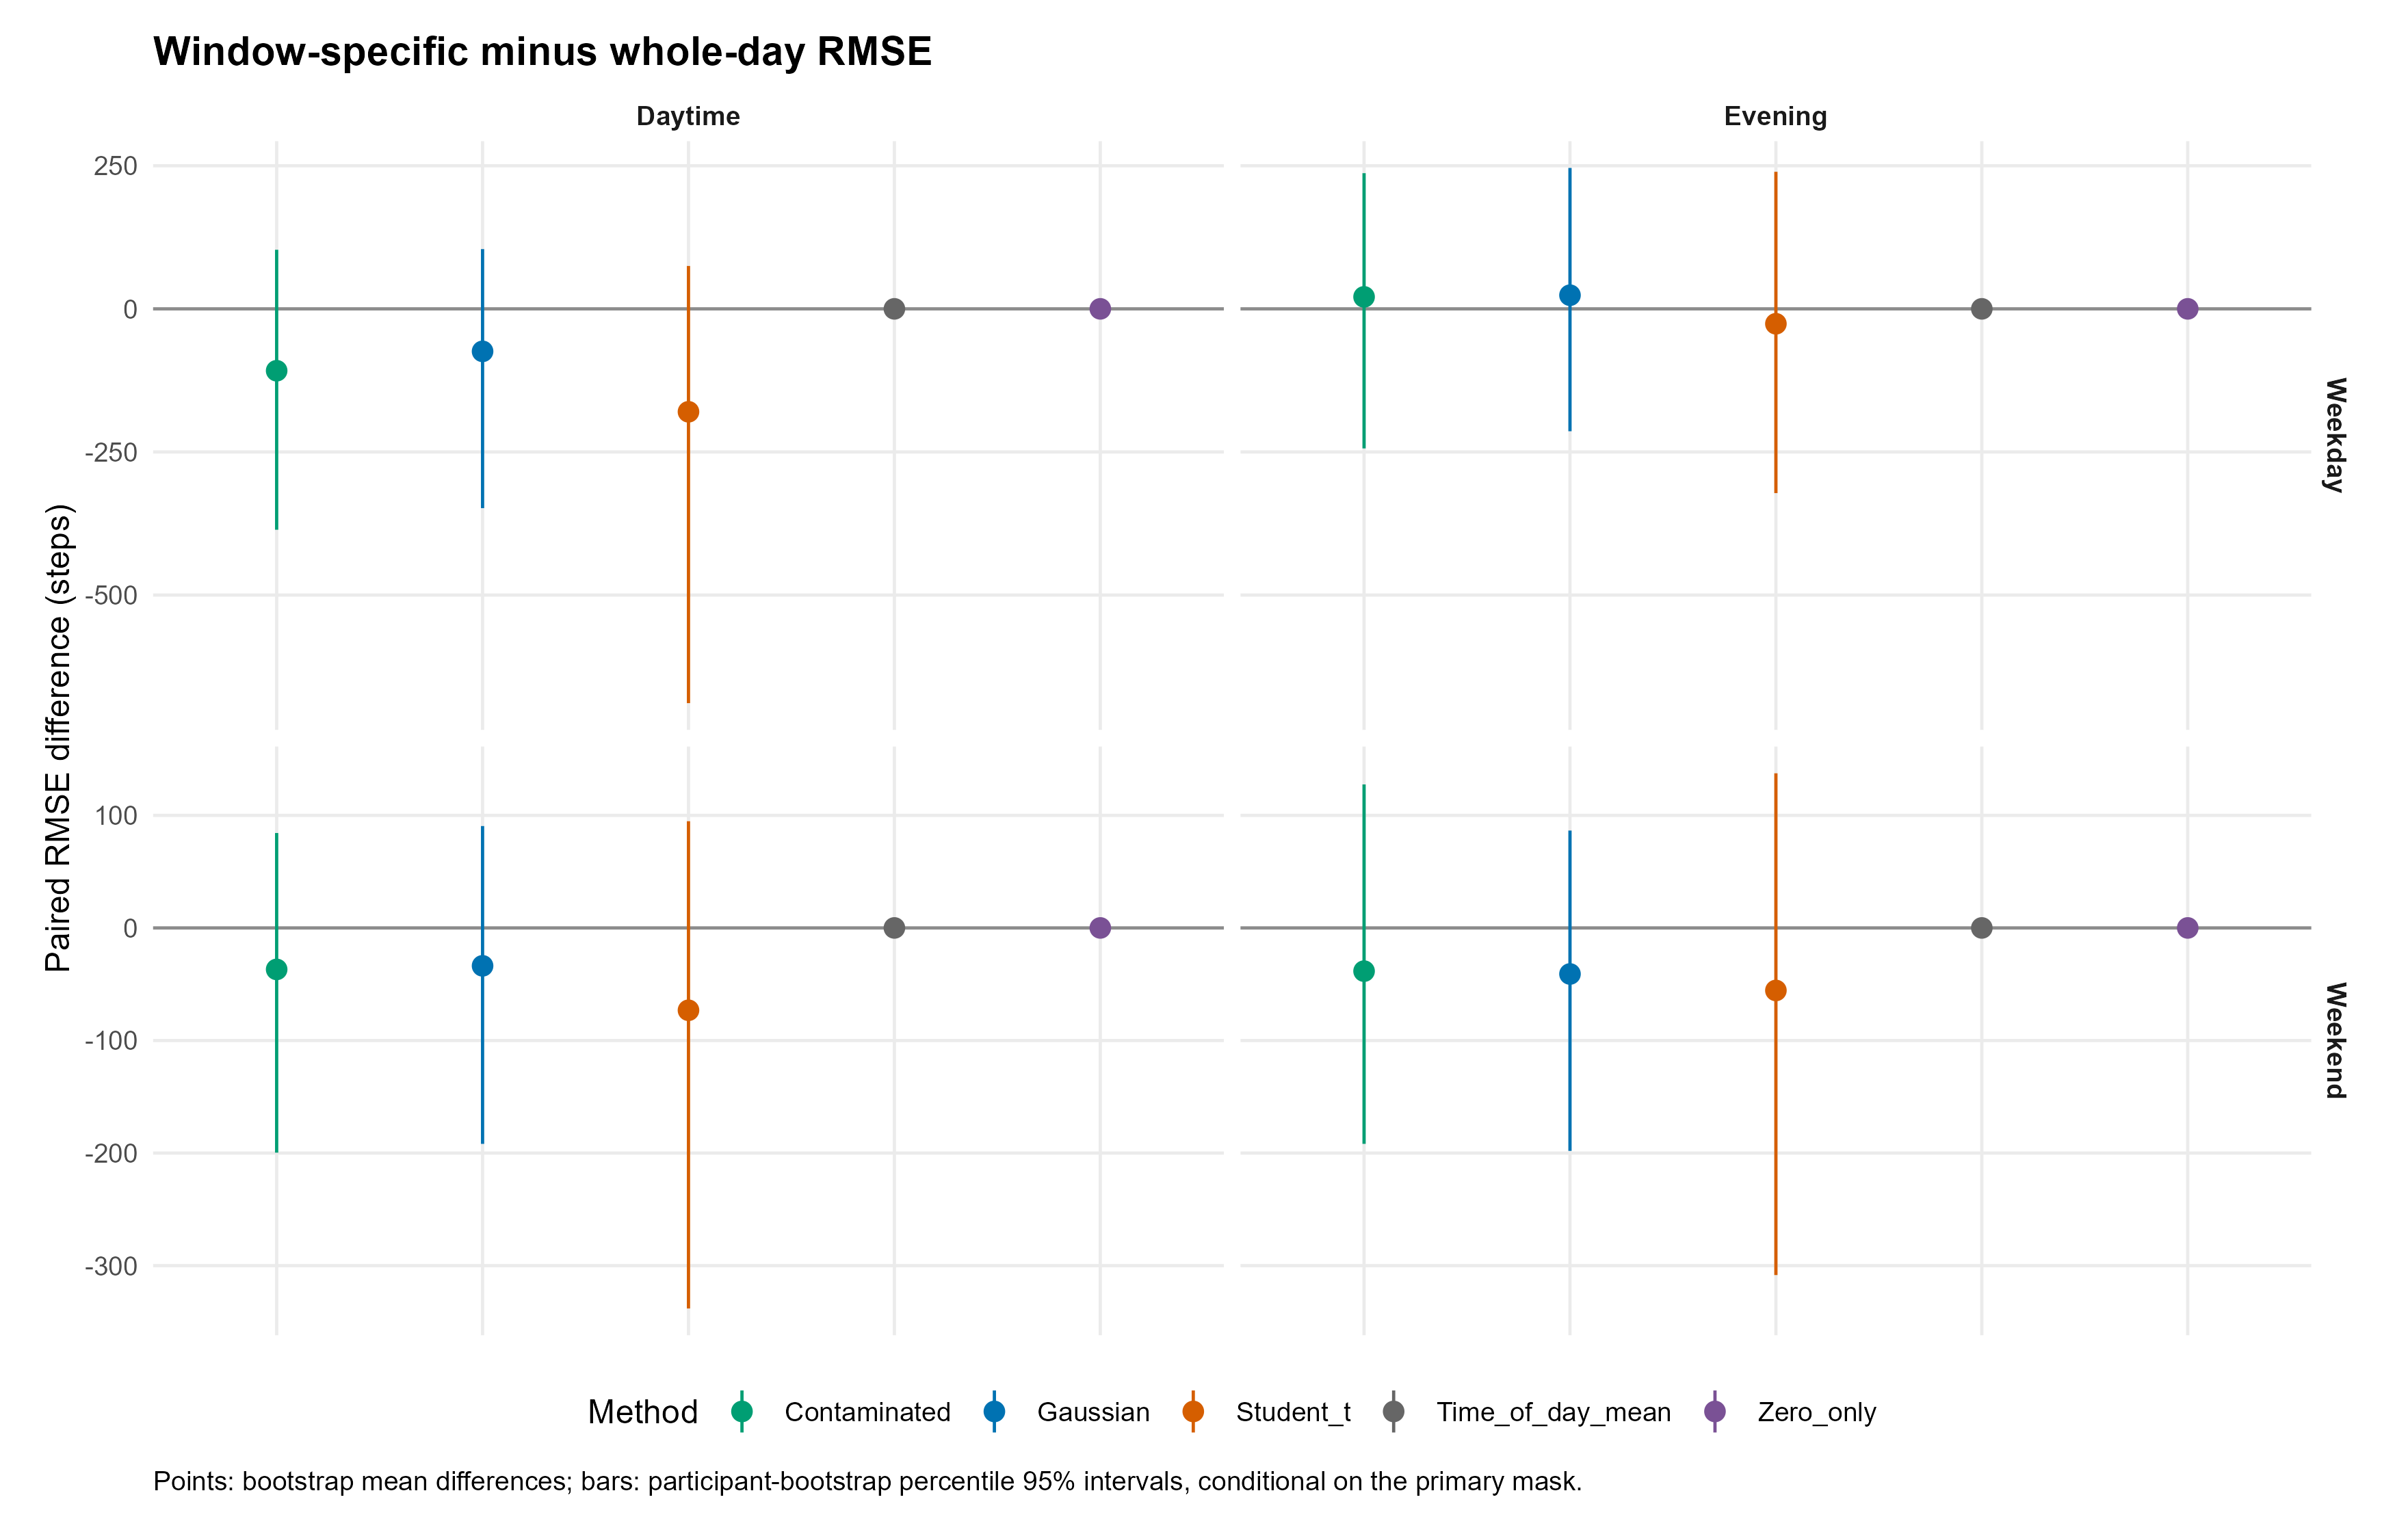 Window-specific minus whole-day RMSE
Daytime
Evening
250
0
-250
-500
Weekday
Paired RMSE difference (steps)
100
0
-100
-200
-300
Weekend
Method Contaminated Gaussian Student_t Time_of_day_mean Zero_only
Points: bootstrap mean differences; bars: participant-bootstrap percentile 95% intervals, conditional on the primary mask.